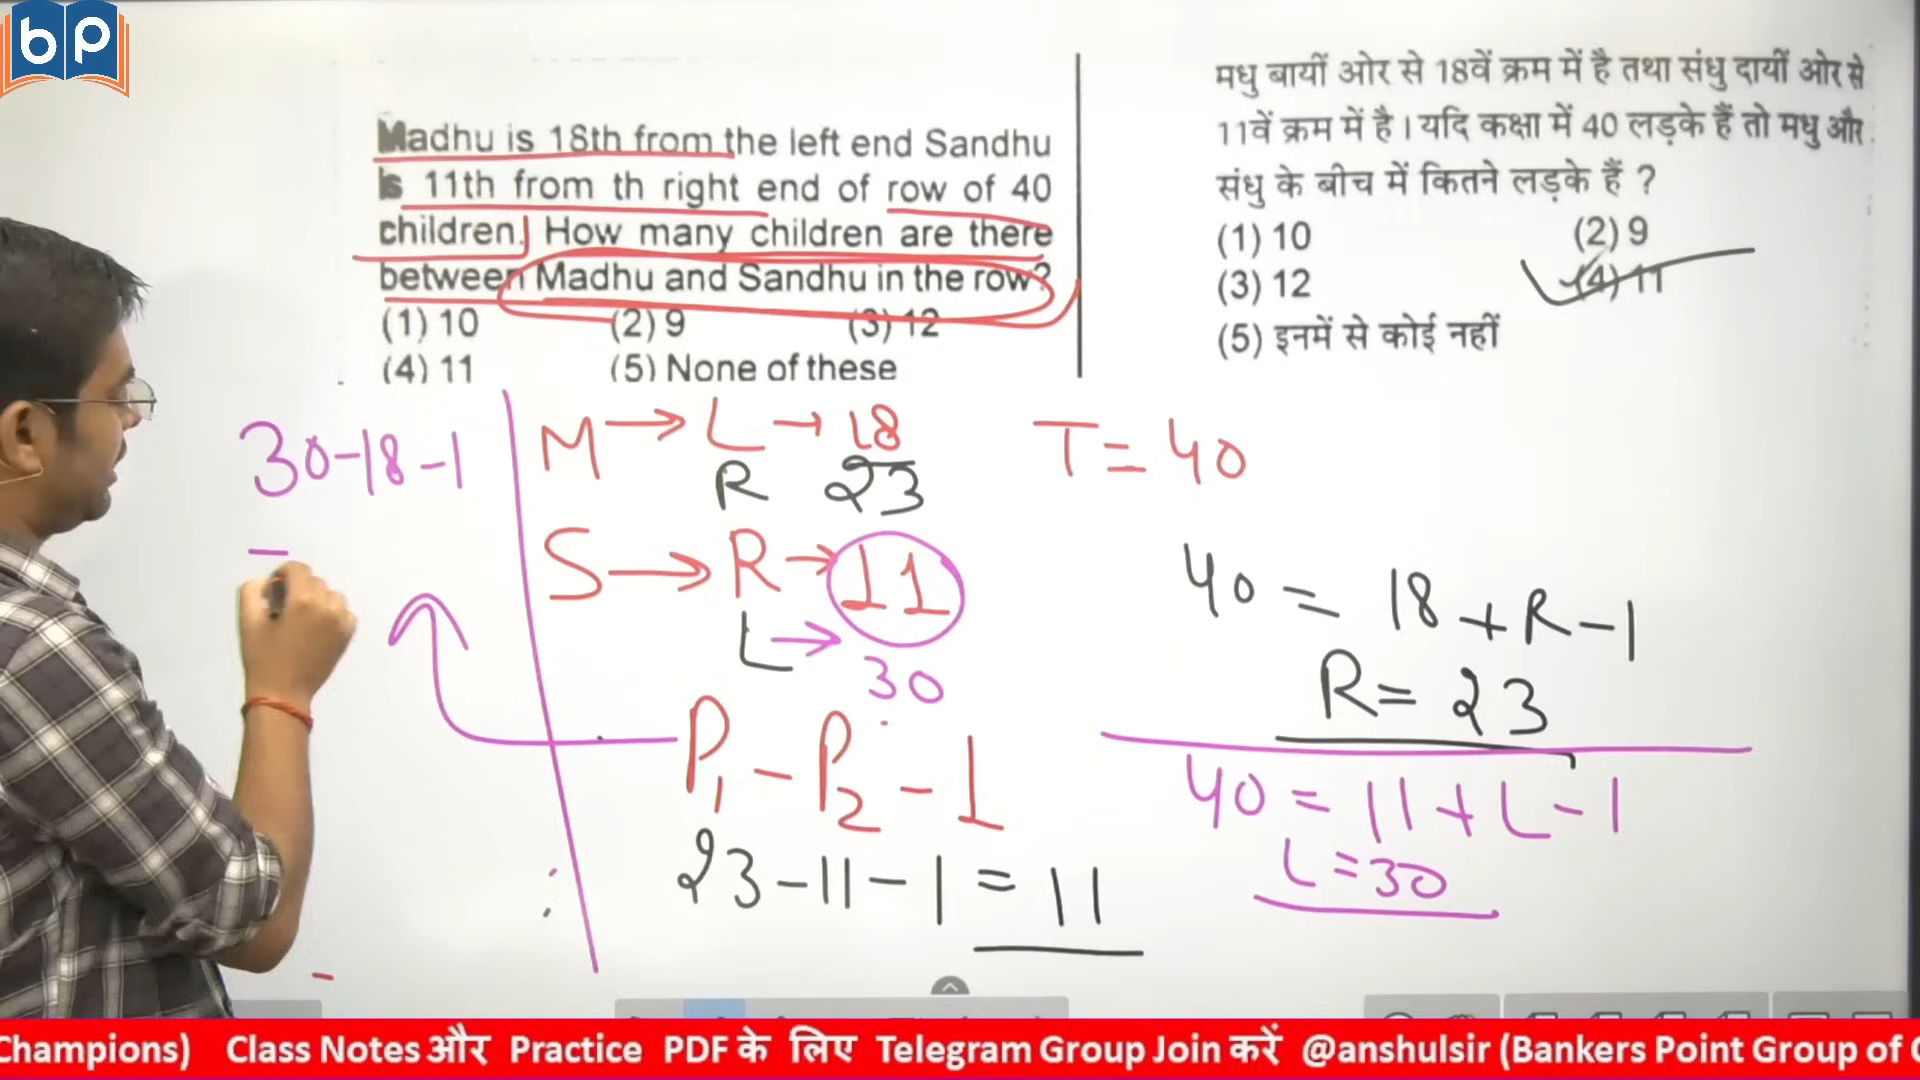 bp
Madhu is 18th from the left end Sandhu
is 11th from th right end of row of 40
children. How many children are there
between Madhu and Sandhu in the row?
(1) 10 (2) 9 (3) 12
(4) 11 (5) None of these
मधु बायीं ओर से 18वें क्रम में है तथा संधु दायीं ओर से
11वें क्रम में है। यदि कक्षा में 40 लड़के हैं तो मधु और
संधु के बीच में कितने लड़के हैं ?
(1) 10 (2) 9
(3) 12 (4) 11
(5) इनमें से कोई नहीं
30-18-1
M → L → 18
R 23
S → R → 11
L → 30
P1 - P2 - 1
23-11-1 = 11
T = 40
40 = 18 + R - 1
R = 23
40 = 11 + L - 1
L = 30
Champions) Class Notes और Practice PDF के लिए Telegram Group Join करें @anshulsir (Bankers Point Group of C